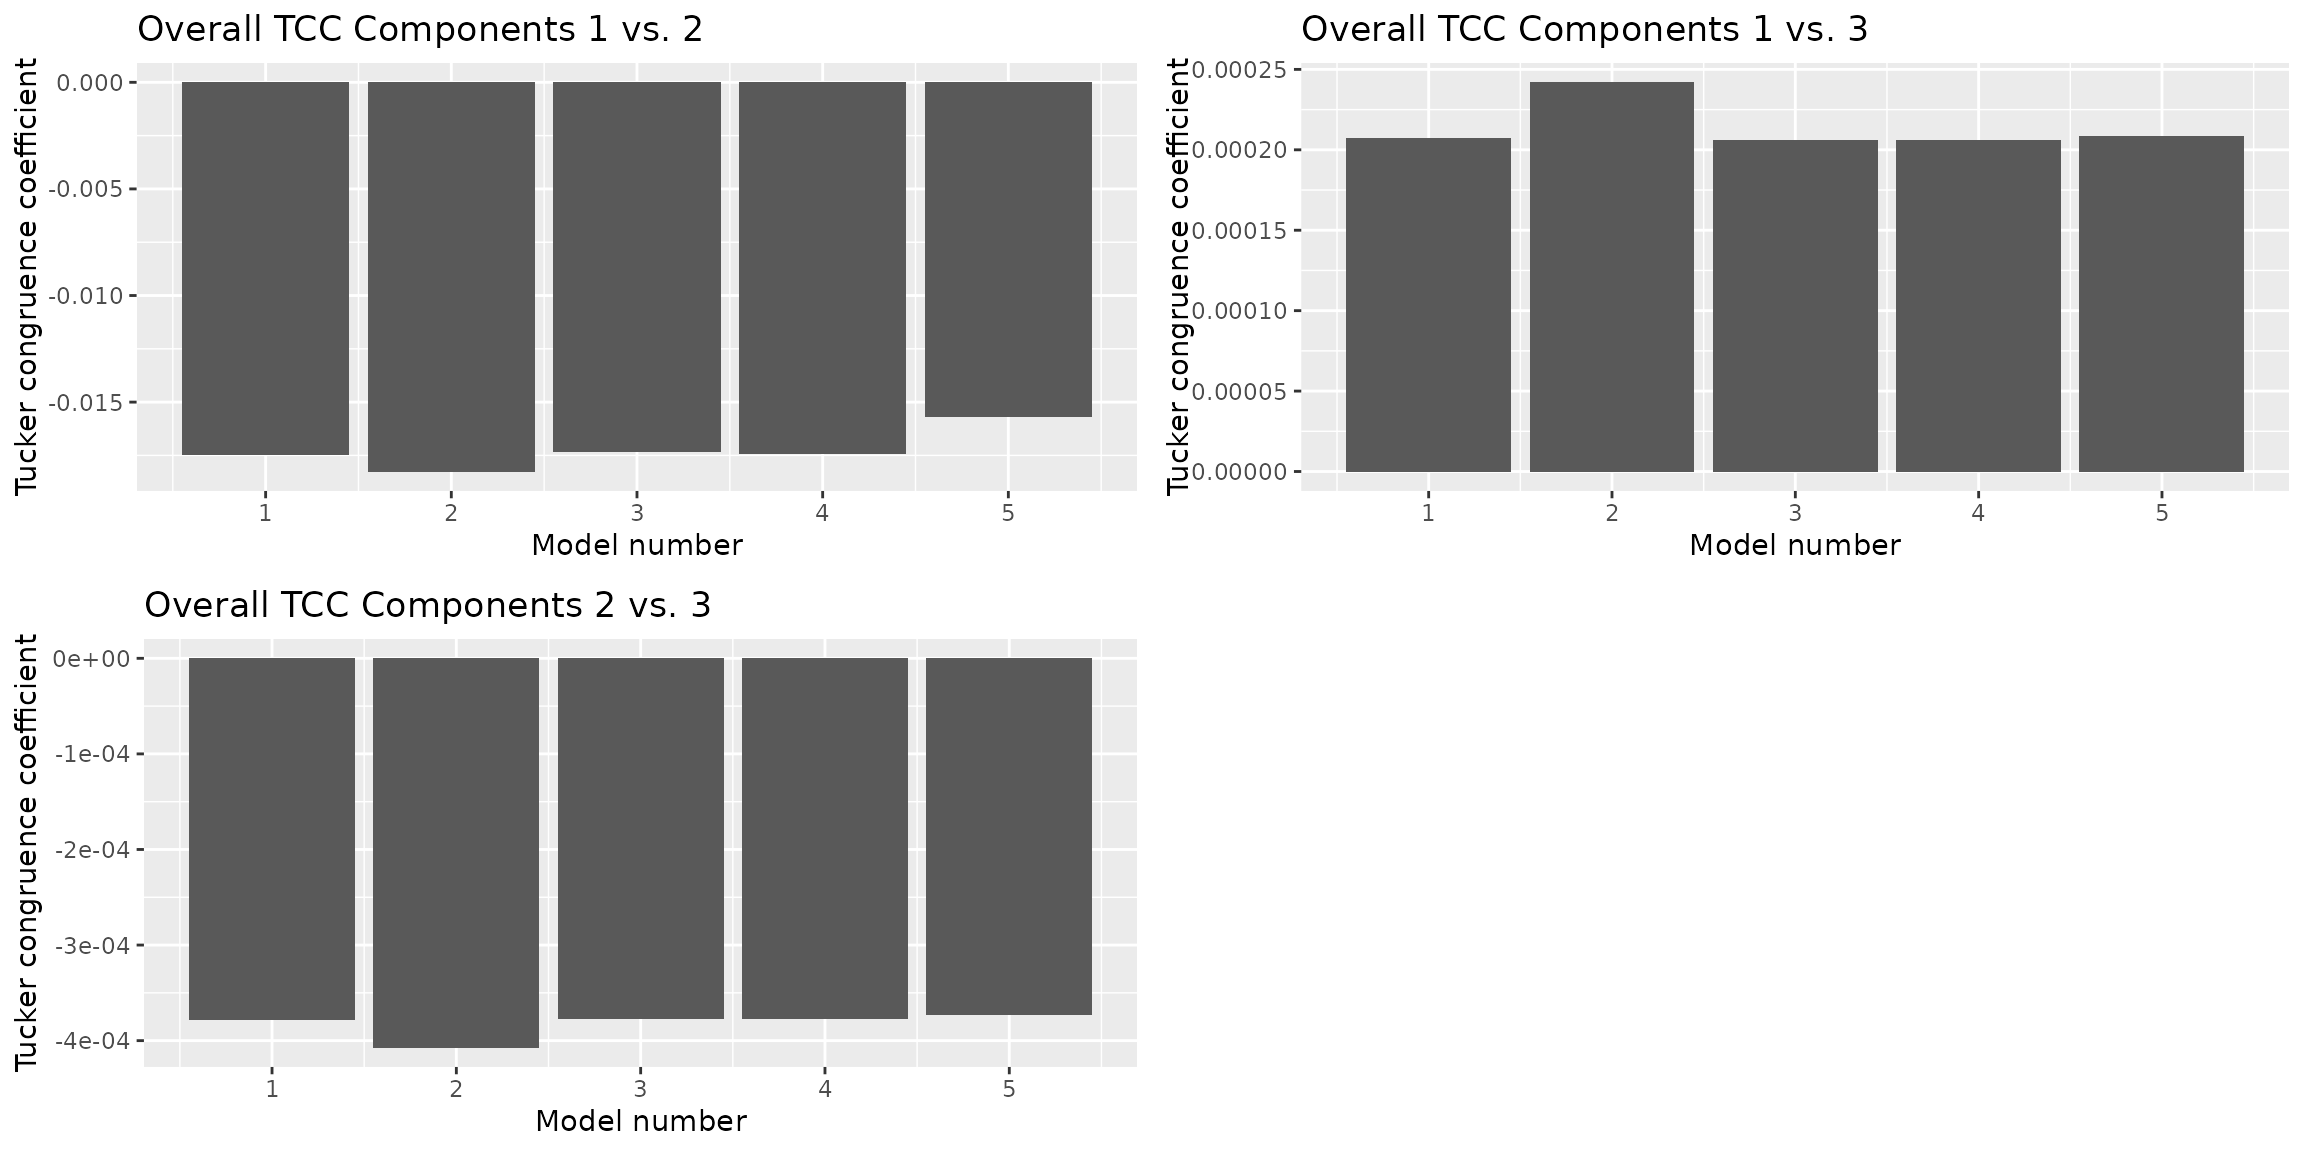 Overall TCC Components 1 vs. 2
Tucker congruence coefficient
0.000
-0.005
-0.010
-0.015
1 2 3 4 5
Model number
Overall TCC Components 1 vs. 3
Tucker congruence coefficient
0.00025
0.00020
0.00015
0.00010
0.00005
0.00000
1 2 3 4 5
Model number
Overall TCC Components 2 vs. 3
Tucker congruence coefficient
0e+00
-1e-04
-2e-04
-3e-04
-4e-04
1 2 3 4 5
Model number